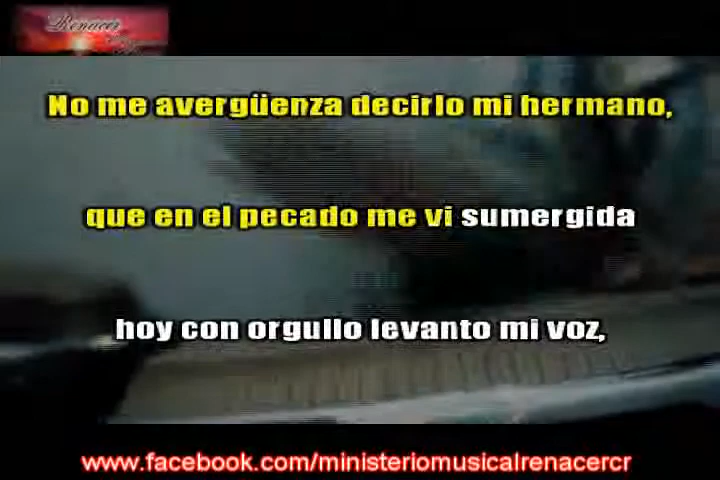 Renacer
No me avergüenza decirlo mi hermano,
que en el pecado me vi sumergida
hoy con orgullo levanto mi voz,
www.facebook.com/ministeriomusicalrenacercr